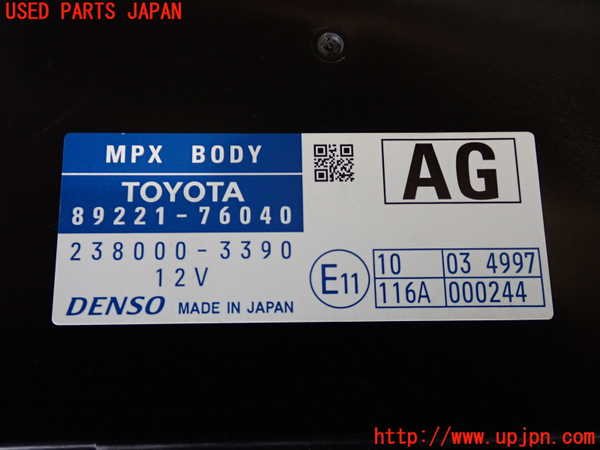 USED PARTS JAPAN
MPX BODY
TOYOTA
89221-76040
238000-3390
12V
DENSO MADE IN JAPAN
AG
E11
10 03 4997
116A 000244
http://www.upjpn.com/